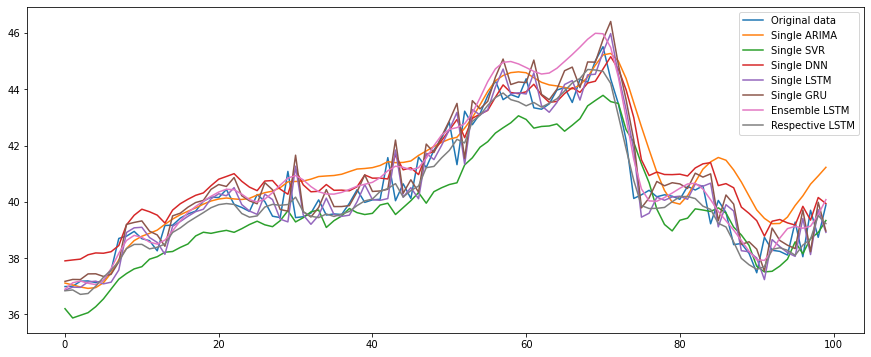 Original data
Single ARIMA
Single SVR
Single DNN
Single LSTM
Single GRU
Ensemble LSTM
Respective LSTM
46
44
42
40
38
36
0 20 40 60 80 100